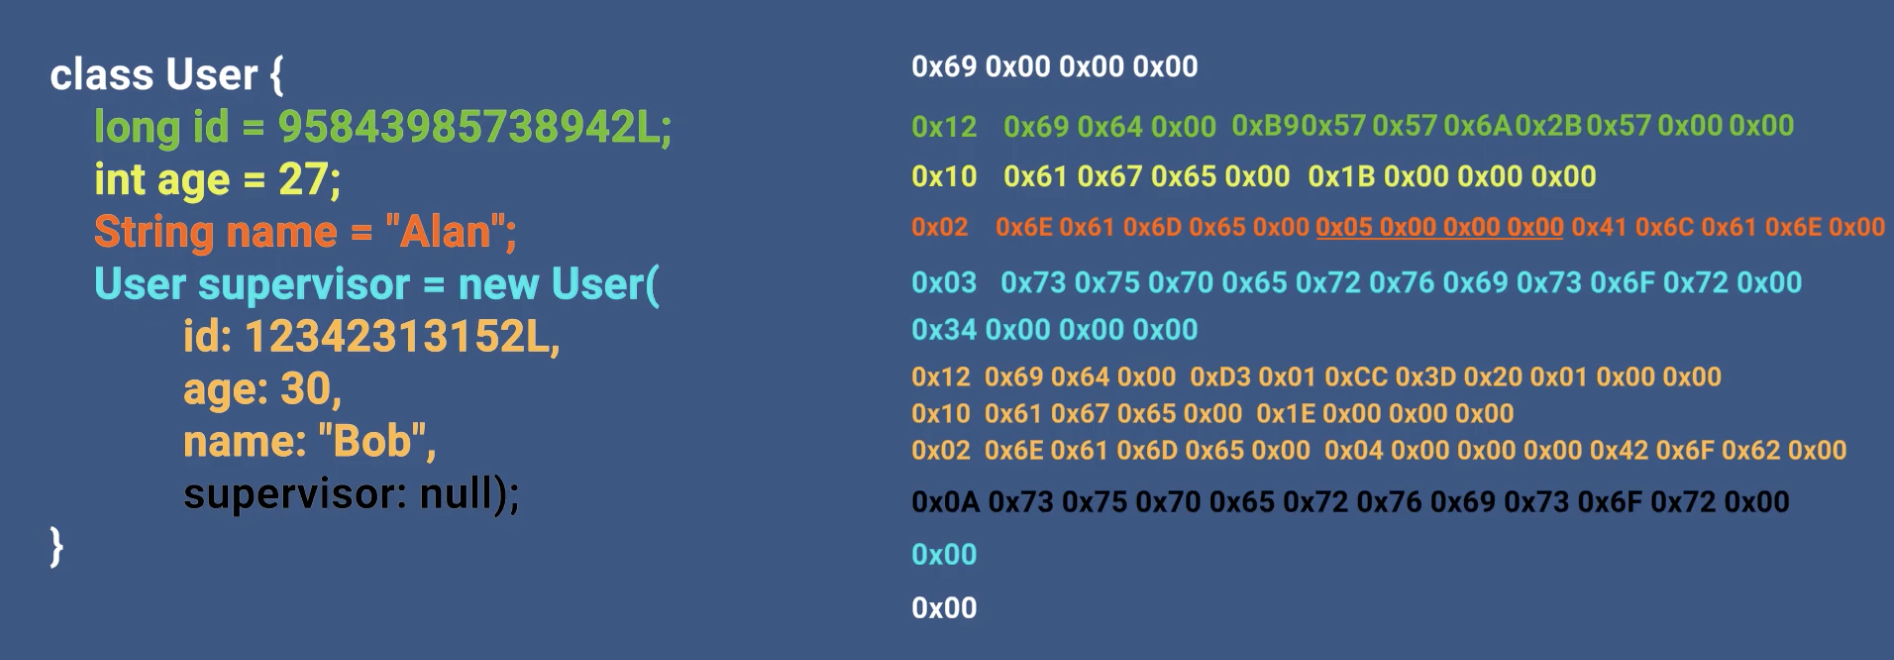 class User {
long id = 95843985738942L;
int age = 27;
String name = "Alan";
User supervisor = new User(
id: 12342313152L,
age: 30,
name: "Bob",
supervisor: null);
}
0x69 0x00 0x00 0x00
0x12 0x69 0x64 0x00 0xB90x57 0x57 0x6A0x2B0x57 0x00 0x00
0x10 0x61 0x67 0x65 0x00 0x1B 0x00 0x00 0x00
0x02 0x6E 0x61 0x6D 0x65 0x00 0x05 0x00 0x00 0x00 0x41 0x6C 0x61 0x6E 0x00
0x03 0x73 0x75 0x70 0x65 0x72 0x76 0x69 0x73 0x6F 0x72 0x00
0x34 0x00 0x00 0x00
0x12 0x69 0x64 0x00 0xD3 0x01 0xCC 0x3D 0x20 0x01 0x00 0x00
0x10 0x61 0x67 0x65 0x00 0x1E 0x00 0x00 0x00
0x02 0x6E 0x61 0x6D 0x65 0x00 0x04 0x00 0x00 0x00 0x42 0x6F 0x62 0x00
0x0A 0x73 0x75 0x70 0x65 0x72 0x76 0x69 0x73 0x6F 0x72 0x00
0x00
0x00